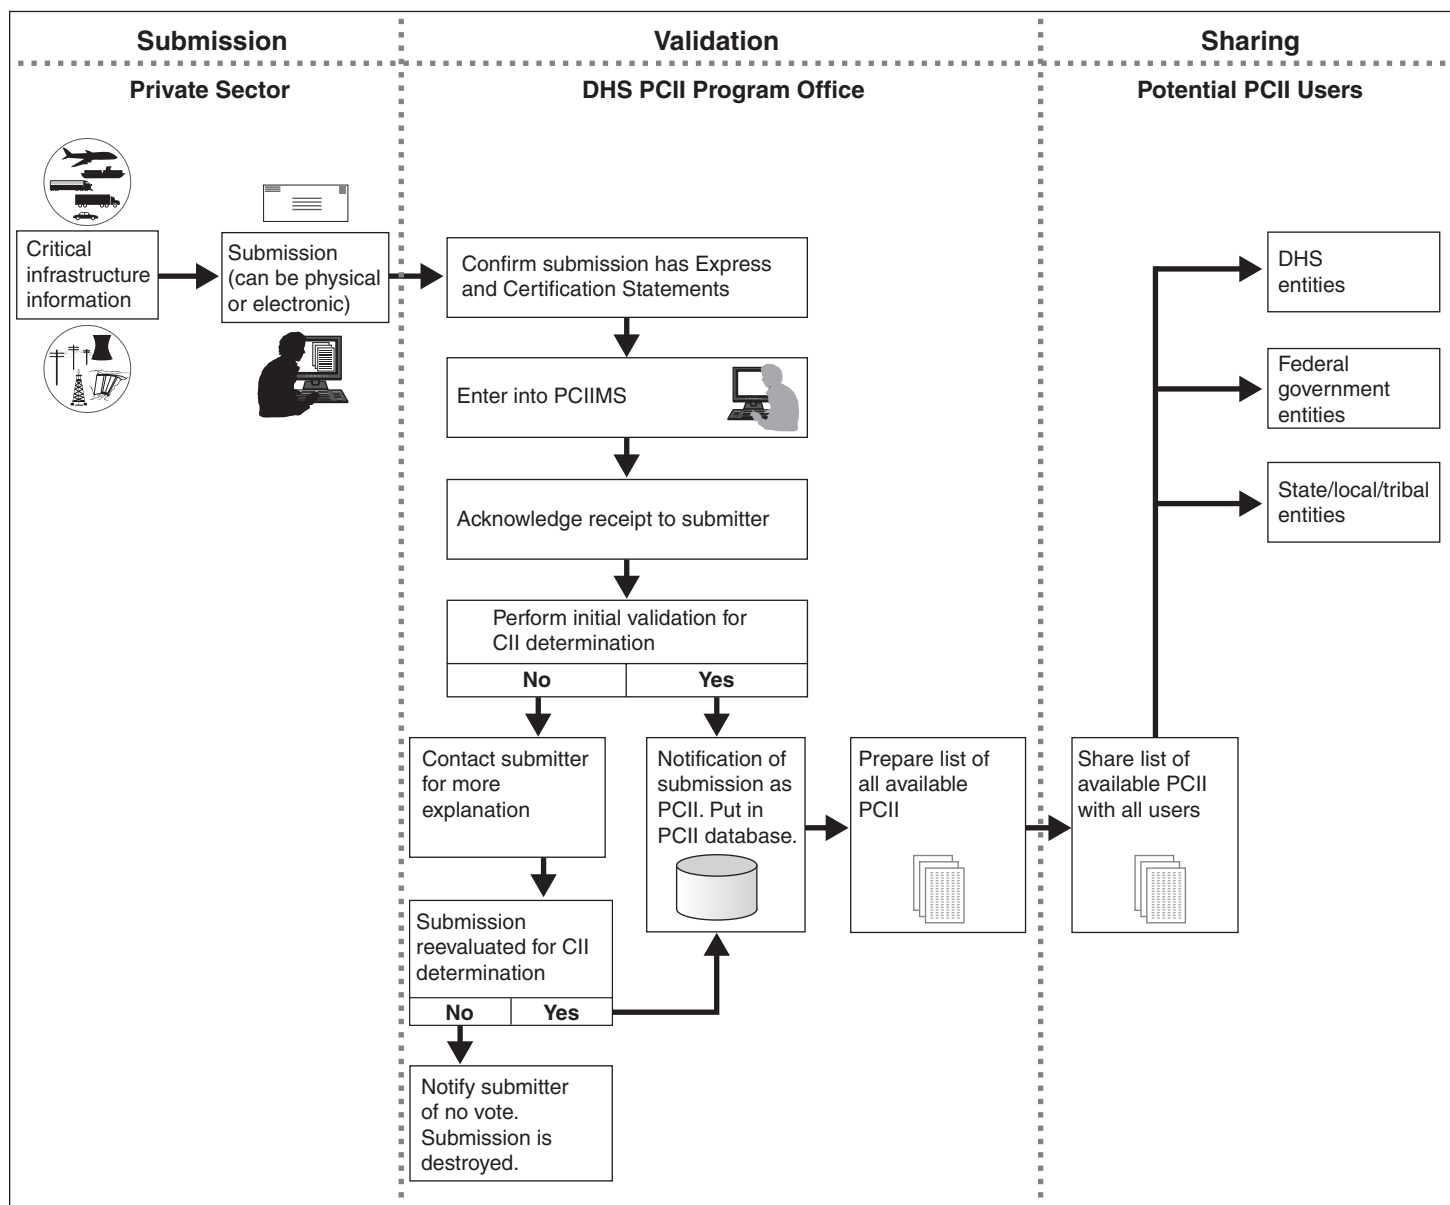 Submission
Validation
Sharing
Private Sector
DHS PCII Program Office
Potential PCII Users
Critical
infrastructure
information
Submission
(can be physical
or electronic)
Confirm submission has Express
and Certification Statements
Enter into PCIIMS
Acknowledge receipt to submitter
Perform initial validation for
CII determination
No
Yes
Contact submitter
for more
explanation
Submission
reevaluated for CII
determination
No
Yes
Notify submitter
of no vote.
Submission is
destroyed.
Notification of
submission as
PCII. Put in
PCII database.
Prepare list of
all available
PCII
Share list of
available PCII
with all users
DHS
entities
Federal
government
entities
State/local/tribal
entities